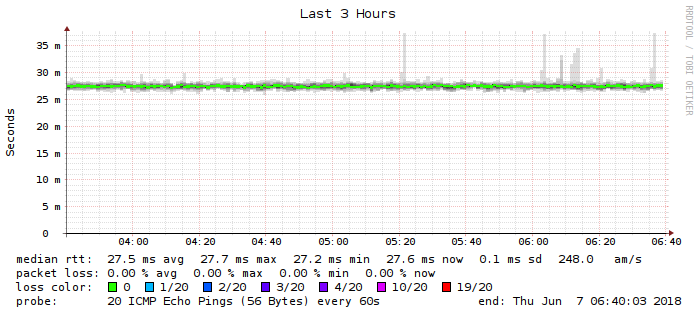 Last 3 Hours
RRDTOOL / TOBI OETIKER
Seconds
35 m
30 m
25 m
20 m
15 m
10 m
5 m
0
04:00 04:20 04:40 05:00 05:20 05:40 06:00 06:20 06:40
median rtt: 27.5 ms avg 27.7 ms max 27.2 ms min 27.6 ms now 0.1 ms sd 248.0 am/s
packet loss: 0.00 % avg 0.00 % max 0.00 % min 0.00 % now
loss color: 0 1/20 2/20 3/20 4/20 10/20 19/20
probe: 20 ICMP Echo Pings (56 Bytes) every 60s end: Thu Jun 7 06:40:03 2018